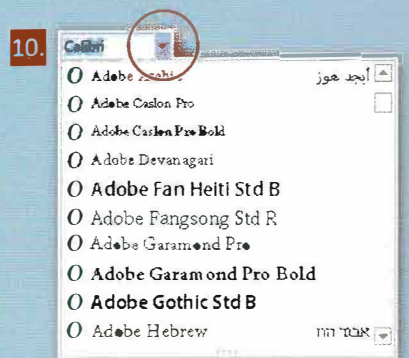 10.
Calibri
O Adobe Arabic أبجد هوز
O Adobe Caslon Pro
O Adobe Caslon Pro Bold
O Adobe Devanagari
O Adobe Fan Heiti Std B
O Adobe Fangsong Std R
O Adobe Garamond Pro
O Adobe Garamond Pro Bold
O Adobe Gothic Std B
O Adobe Hebrew אבגד הוז